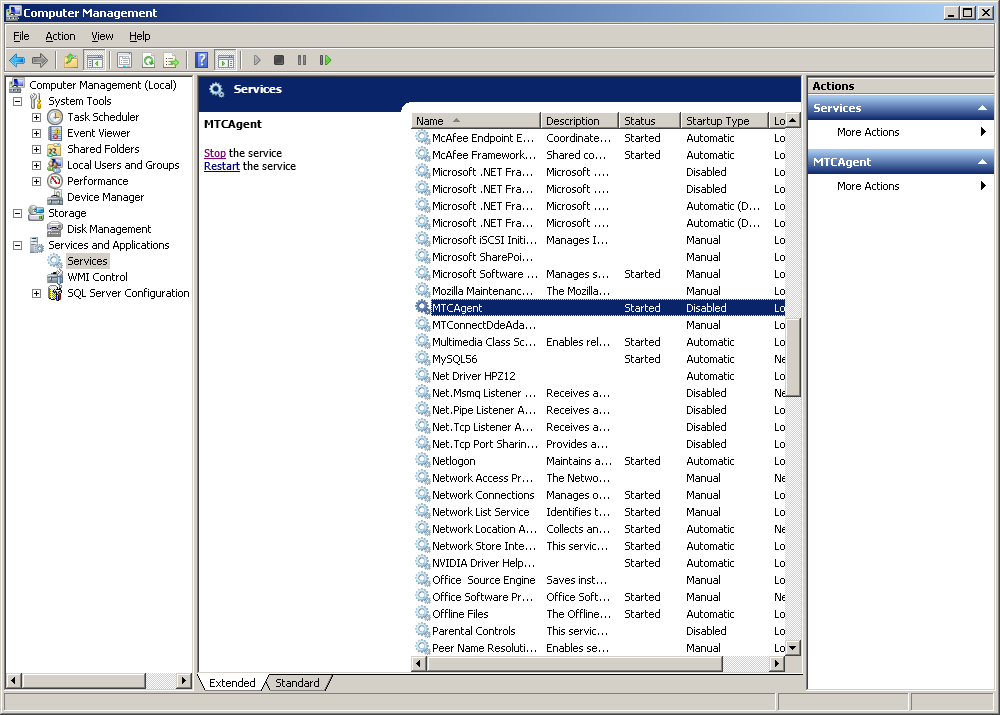 Computer Management
File Action View Help
Computer Management (Local)
System Tools
Task Scheduler
Event Viewer
Shared Folders
Local Users and Groups
Performance
Device Manager
Storage
Disk Management
Services and Applications
Services
WMI Control
SQL Server Configuration
Services
MTCAgent
Stop the service
Restart the service
Name Description Status Startup Type Lo
McAfee Endpoint E... Coordinate... Started Automatic Lo
McAfee Framework... Shared co... Started Automatic Lo
Microsoft .NET Fra... Microsoft .... Disabled Lo
Microsoft .NET Fra... Microsoft .... Disabled Lo
Microsoft .NET Fra... Microsoft .... Automatic (D... Lo
Microsoft .NET Fra... Microsoft .... Automatic (D... Lo
Microsoft iSCSI Initi... Manages I... Manual Lo
Microsoft SharePoi... Manual Lo
Microsoft Software ... Manages s... Started Manual Lo
Mozilla Maintenanc... The Mozilla... Manual Lo
MTCAgent Started Disabled Lo
MTConnectDdeAda... Manual Lo
Multimedia Class Sc... Enables rel... Started Automatic Lo
MySQL56 Started Automatic Ne
Net Driver HPZ12 Automatic Lo
Net.Msmq Listener ... Receives a... Disabled Ne
Net.Pipe Listener A... Receives a... Disabled Lo
Net.Tcp Listener A... Receives a... Disabled Lo
Net.Tcp Port Sharin... Provides a... Disabled Lo
Netlogon Maintains a... Started Automatic Lo
Network Access Pr... The Netwo... Manual Ne
Network Connections Manages o... Started Manual Lo
Network List Service Identifies t... Started Manual Lo
Network Location A... Collects an... Started Automatic Ne
Network Store Inte... This servic... Started Automatic Lo
NVIDIA Driver Help... Started Automatic Lo
Office Source Engine Saves inst... Manual Lo
Office Software Pr... Office Soft... Started Manual Ne
Offline Files The Offline... Started Automatic Lo
Parental Controls This servic... Disabled Lo
Peer Name Resoluti... Enables se... Manual Lo
Extended Standard
Actions
Services
More Actions
MTCAgent
More Actions